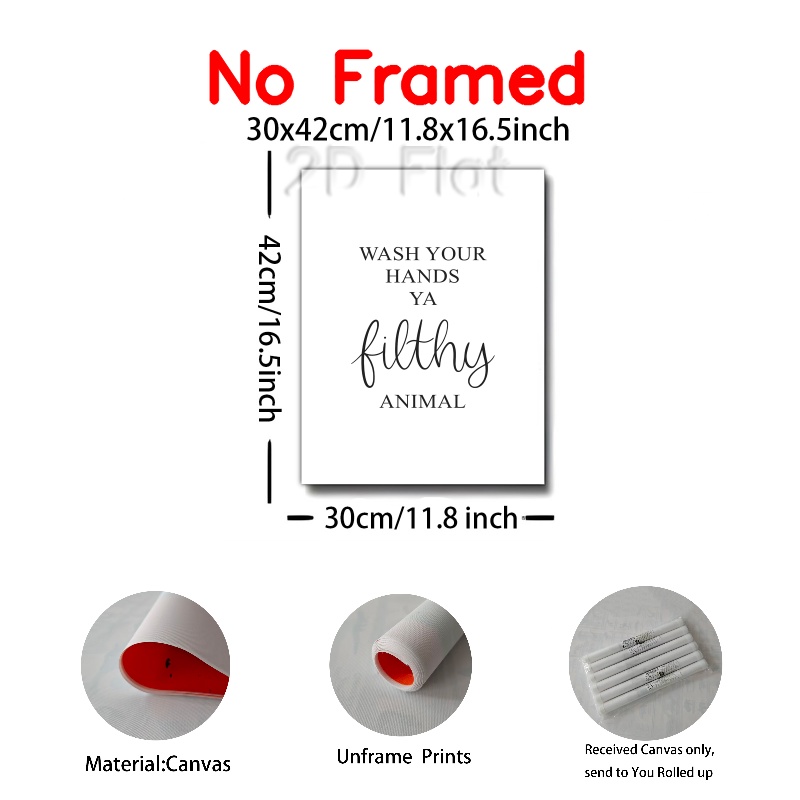 No Framed
30x42cm/11.8x16.5inch
2D Flat
42cm/16.5inch
WASH YOUR
HANDS
YA
filthy
ANIMAL
30cm/11.8 inch
Material:Canvas
Unframe Prints
Received Canvas only,
send to You Rolled up